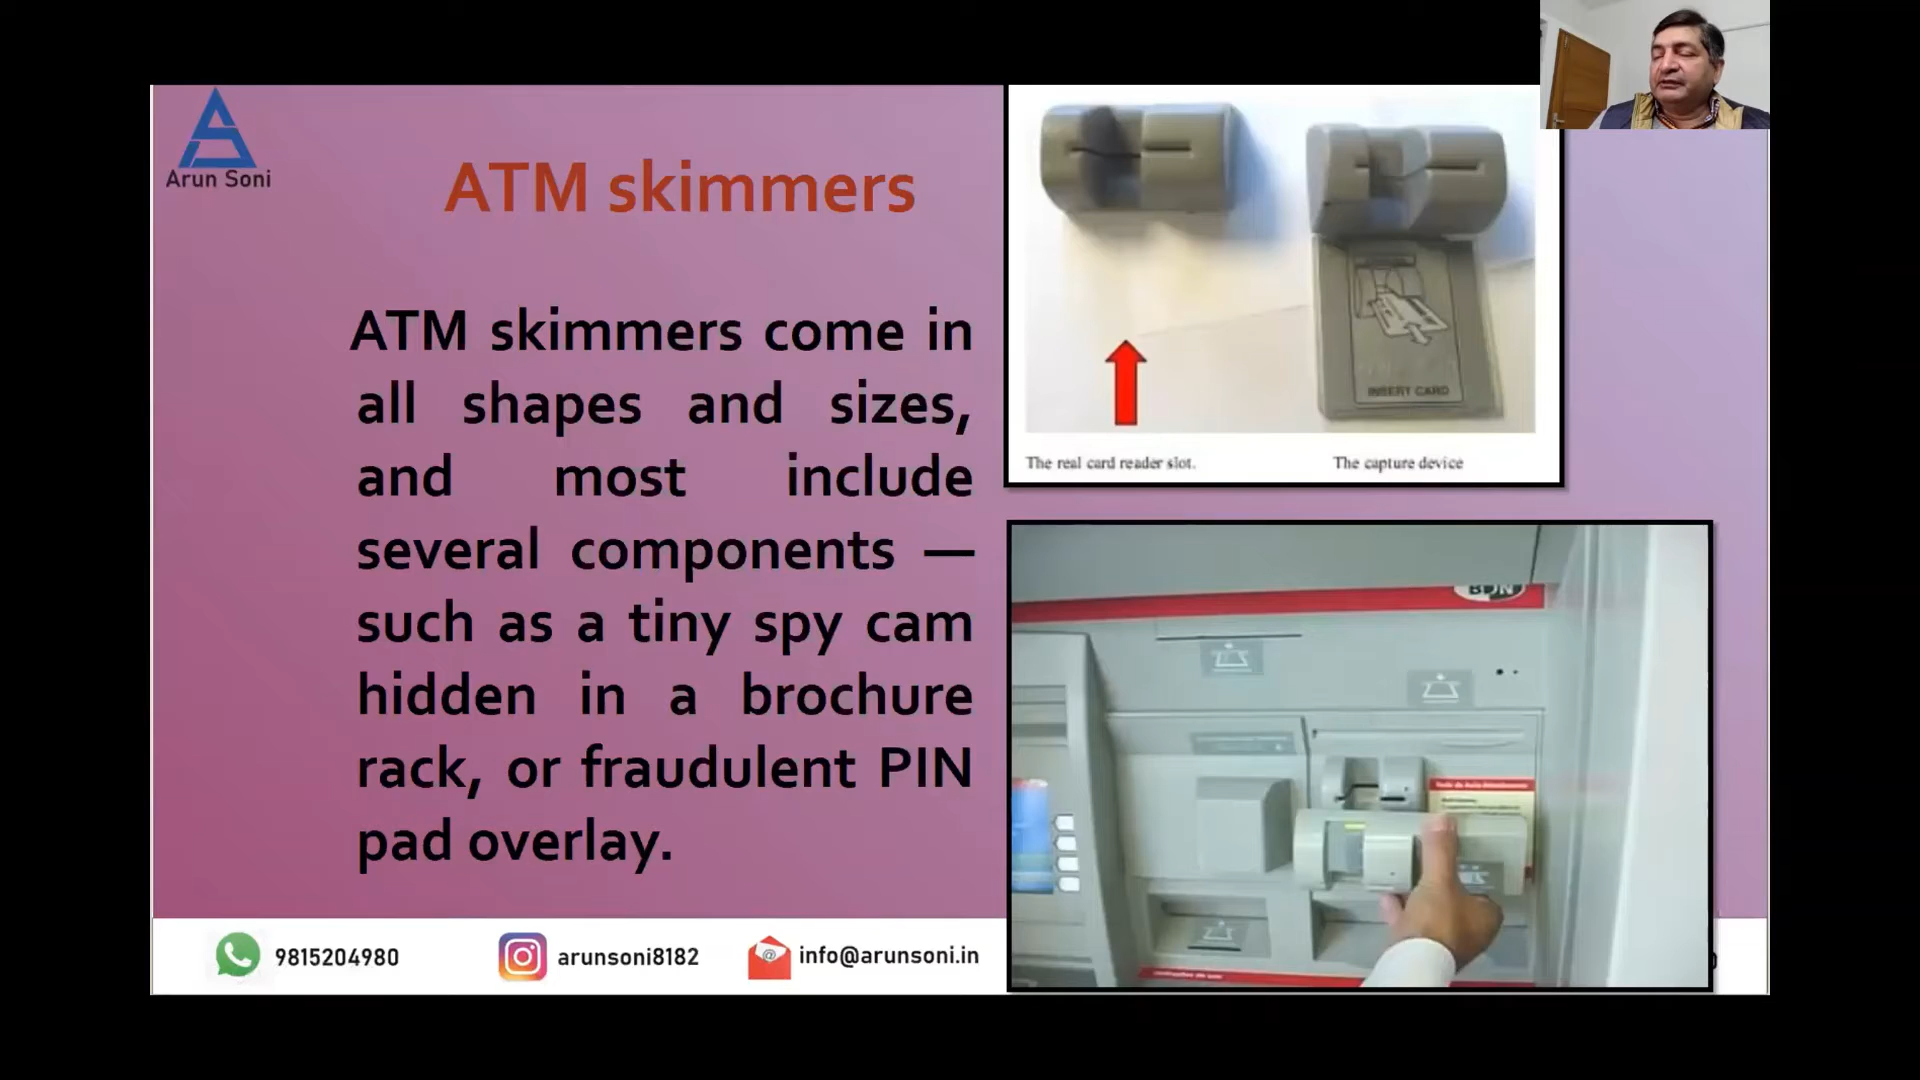 Arun Soni
ATM skimmers
ATM skimmers come in
all shapes and sizes,
and most include
several components —
such as a tiny spy cam
hidden in a brochure
rack, or fraudulent PIN
pad overlay.
INSERT CARD
The real card reader slot.
The capture device
9815204980
arunsoni8182
info@arunsoni.in